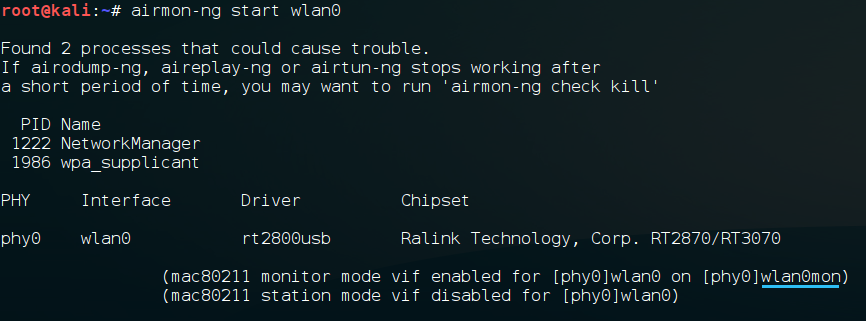 root@kali:~# airmon-ng start wlan0
Found 2 processes that could cause trouble.
If airodump-ng, aireplay-ng or airtun-ng stops working after
a short period of time, you may want to run 'airmon-ng check kill'
PID Name
1222 NetworkManager
1986 wpa_supplicant
PHY Interface Driver Chipset
phy0 wlan0 rt2800usb Ralink Technology, Corp. RT2870/RT3070
(mac80211 monitor mode vif enabled for [phy0]wlan0 on [phy0]wlan0mon)
(mac80211 station mode vif disabled for [phy0]wlan0)